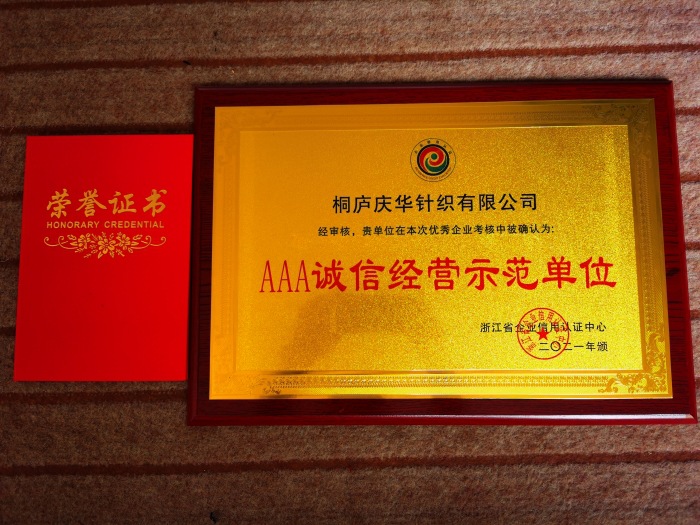 荣誉证书
HONORARY CREDENTIAL
桐庐庆华针织有限公司
经审核，贵单位在本次优秀企业考核中被确认为:
AAA诚信经营示范单位
浙江省企业信用认证中心
二〇二一年颁